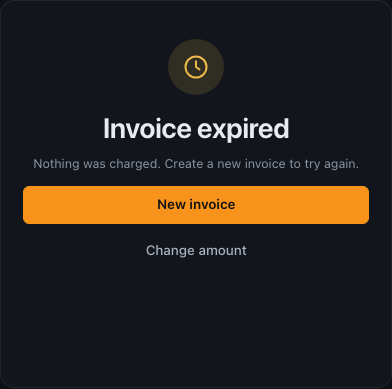 Invoice expired
Nothing was charged. Create a new invoice to try again.
New invoice
Change amount